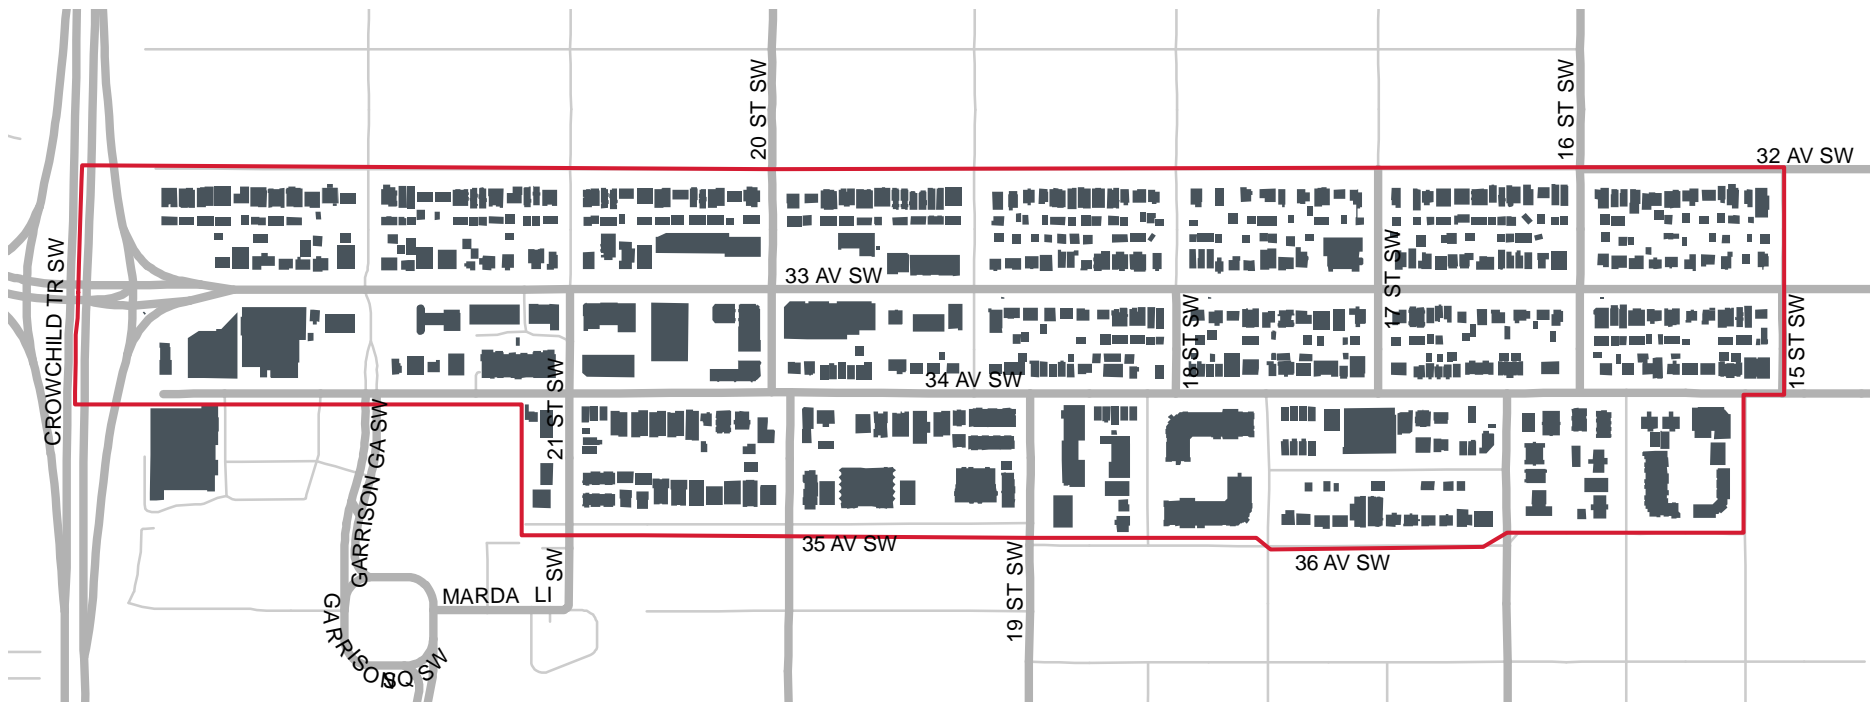 20 ST SW
16 ST SW
32 AV SW
CROWCHILD TR SW
33 AV SW
17 ST SW
18 ST SW
15 ST SW
34 AV SW
21 ST SW
GARRISON GA SW
35 AV SW
36 AV SW
19 ST SW
MARDA LI SW
GARRISON SQ SW